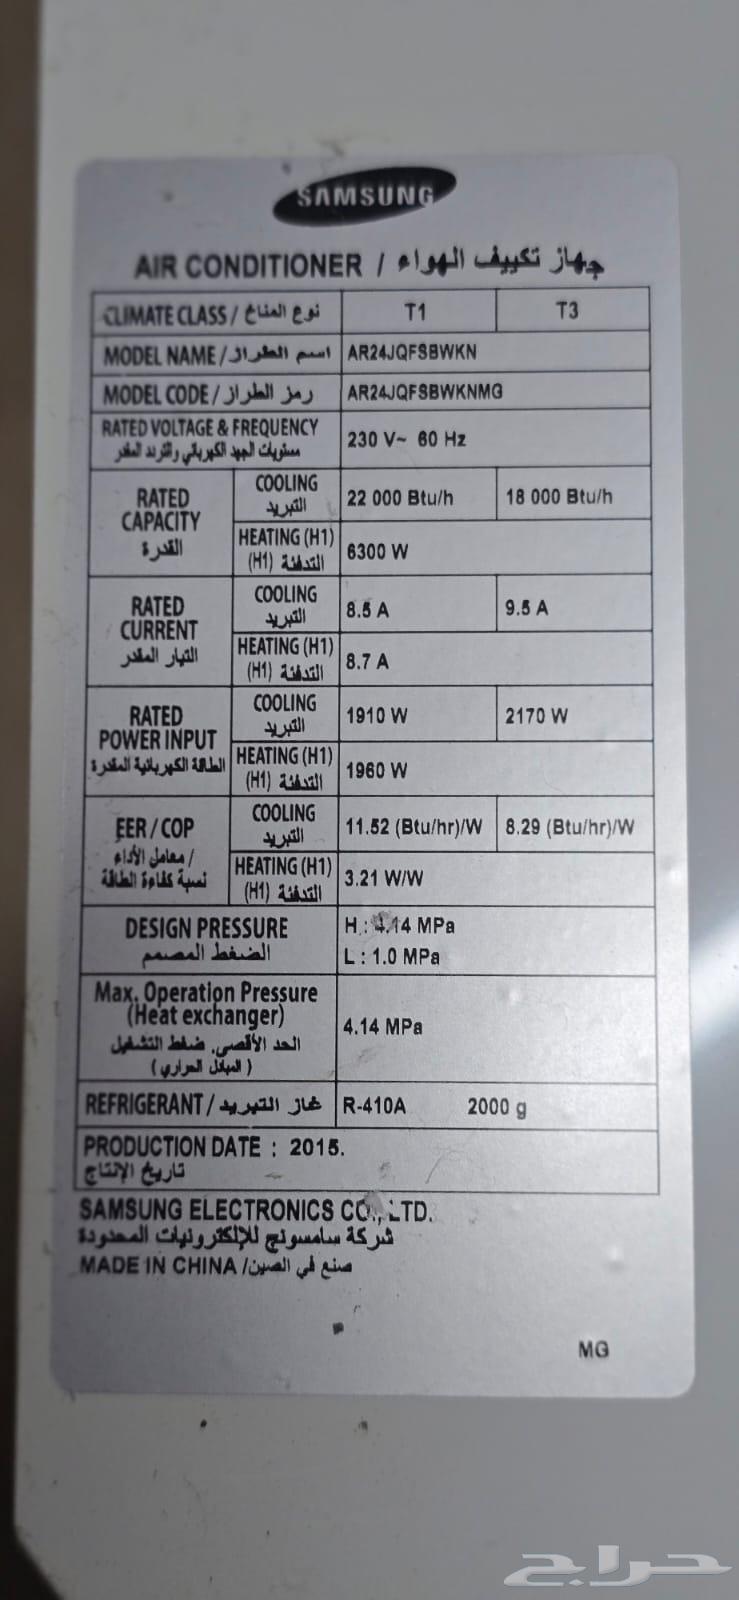 SAMSUNG
AIR CONDITIONER / جهاز تكييف الهواء
CLIMATE CLASS / نوع المناخ T1 T3
MODEL NAME / اسم الطراز AR24JQFSBWKN
MODEL CODE / رمز الطراز AR24JQFSBWKNMG
RATED VOLTAGE & FREQUENCY 230 V~ 60 Hz
مستويات الجهد الكهربائي والتردد المقدر
RATED CAPACITY
القدرة
COOLING 22 000 Btu/h 18 000 Btu/h
التبريد
HEATING (H1) 6300 W
التدفئة (H1)
RATED CURRENT
التيار المقدر
COOLING 8.5 A 9.5 A
التبريد
HEATING (H1) 8.7 A
التدفئة (H1)
RATED
POWER INPUT
الطاقة الكهربائية المقدرة
COOLING 1910 W 2170 W
التبريد
HEATING (H1) 1960 W
التدفئة (H1)
EER / COP
معامل الأداء /
نسبة كفاءة الطاقة
COOLING 11.52 (Btu/hr)/W 8.29 (Btu/hr)/W
التبريد
HEATING (H1) 3.21 W/W
التدفئة (H1)
DESIGN PRESSURE H : 4.14 MPa
الضغط المصمم L : 1.0 MPa
Max. Operation Pressure
(Heat exchanger) 4.14 MPa
الحد الأقصى. ضغط التشغيل
( المبادل الحراري )
REFRIGERANT / غاز التبريد R-410A 2000 g
PRODUCTION DATE : 2015.
تاريخ الإنتاج
SAMSUNG ELECTRONICS CO., LTD.
شركة سامسونج للإلكترونيات المحدودة
MADE IN CHINA /صنع في الصين
MG
حراج